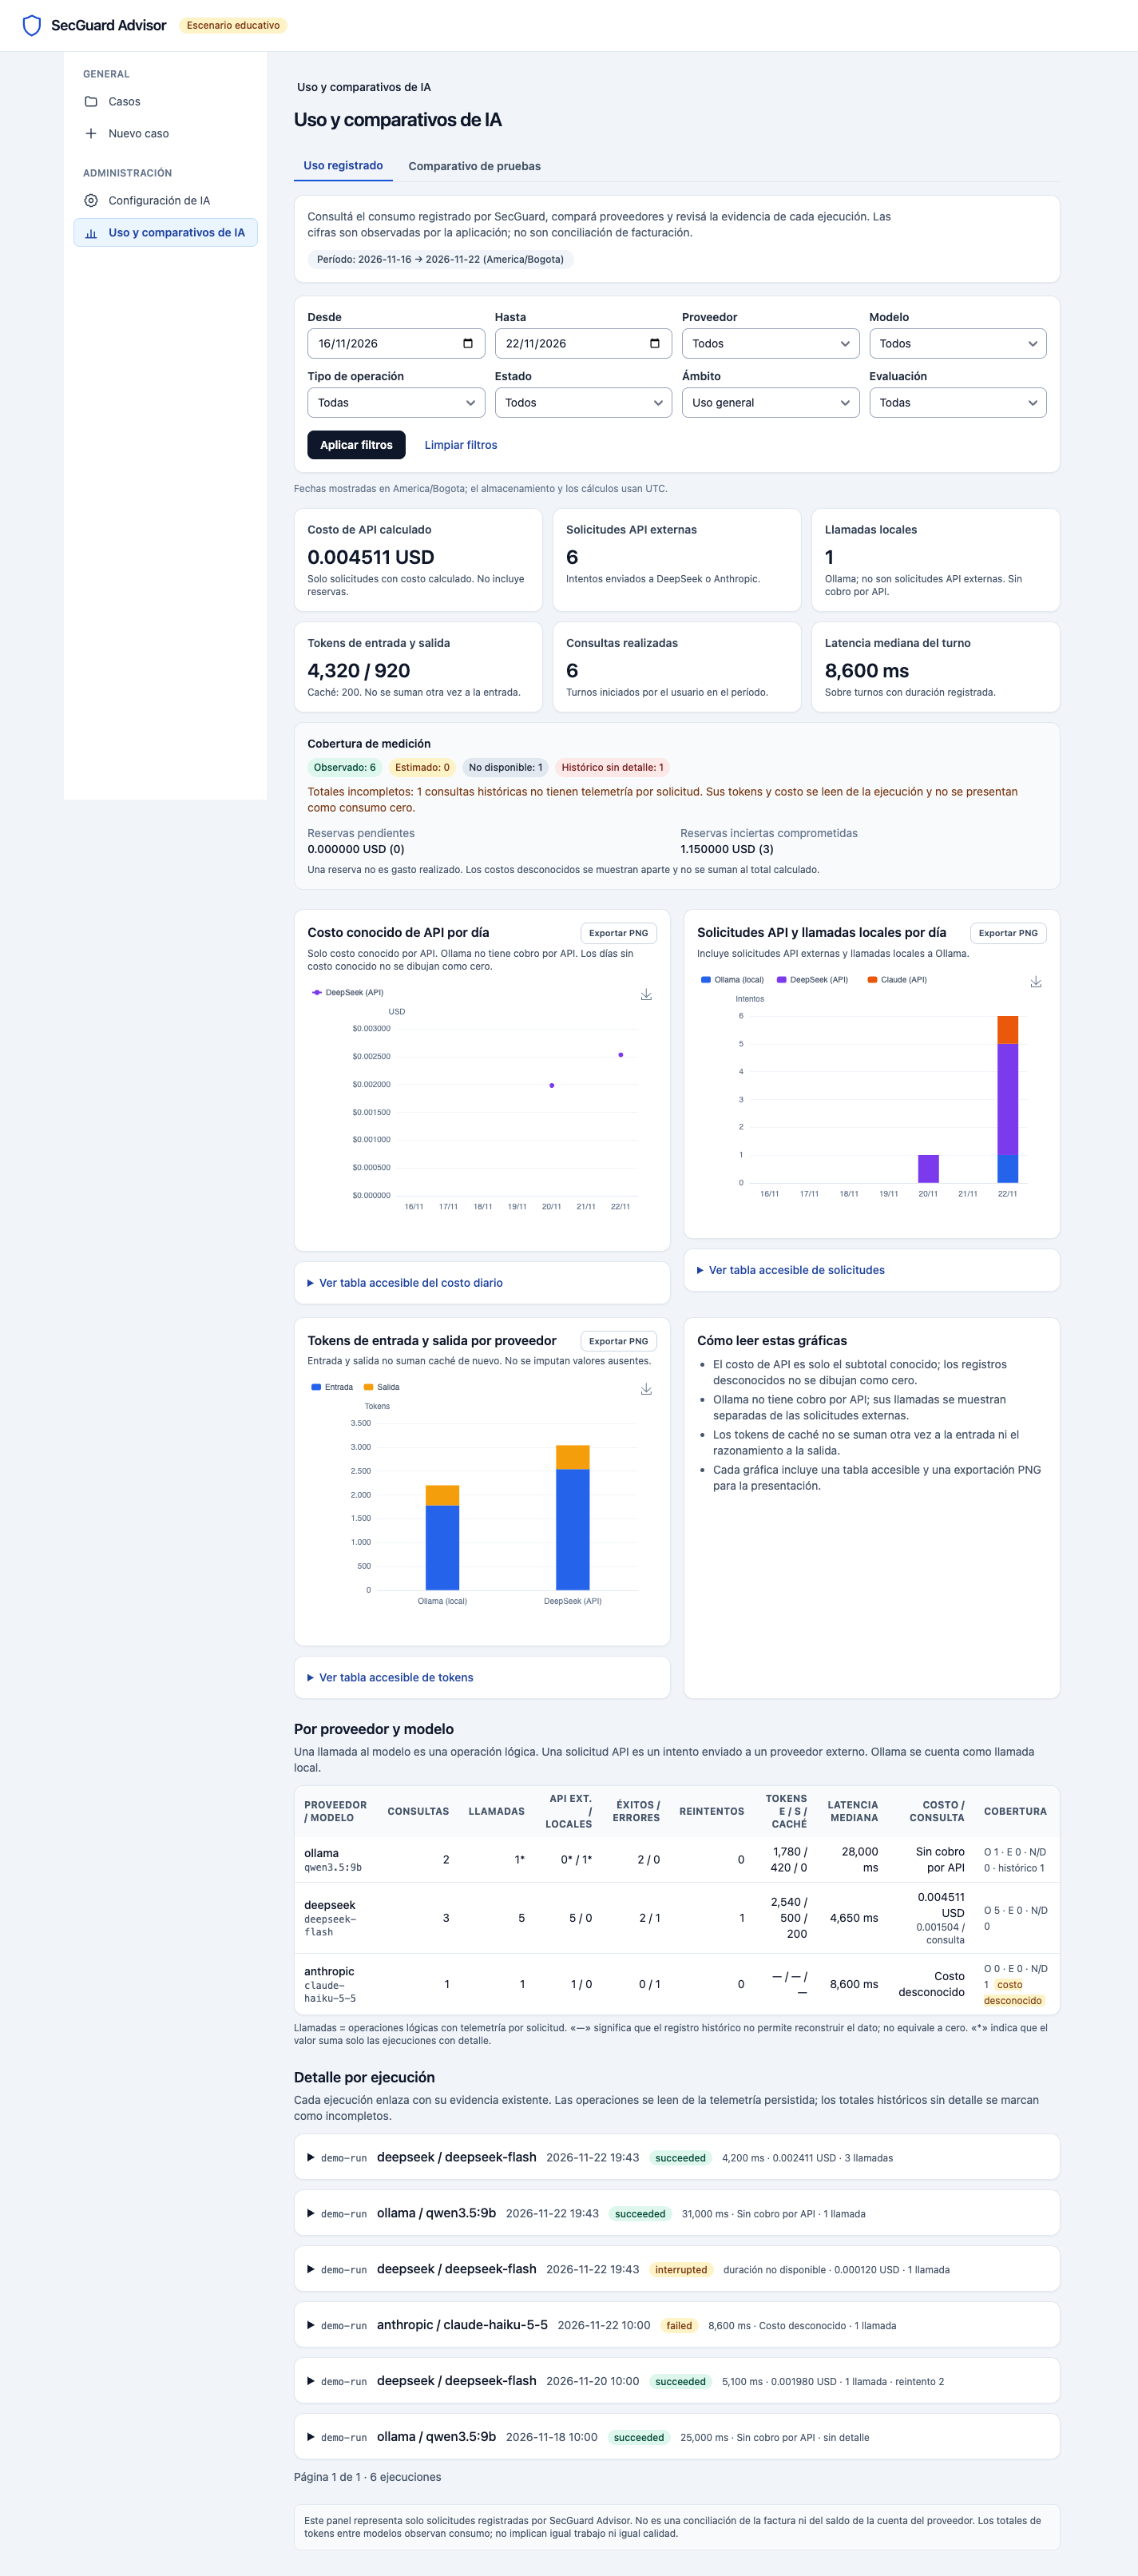 SecGuard Advisor
Escenario educativo
GENERAL
Casos
Nuevo caso
ADMINISTRACIÓN
Configuración de IA
Uso y comparativos de IA
Uso y comparativos de IA
Uso y comparativos de IA
Uso registrado
Comparativo de pruebas
Consultá el consumo registrado por SecGuard, compará proveedores y revisá la evidencia de cada ejecución. Las
cifras son observadas por la aplicación; no son conciliación de facturación.
Período: 2026-11-16 → 2026-11-22 (America/Bogota)
Desde
Hasta
Proveedor
Modelo
16/11/2026
22/11/2026
Todos
Todos
Tipo de operación
Estado
Ámbito
Evaluación
Todas
Todos
Uso general
Todas
Aplicar filtros
Limpiar filtros
Fechas mostradas en America/Bogota; el almacenamiento y los cálculos usan UTC.
Costo de API calculado
0.004511 USD
Solo solicitudes con costo calculado. No incluye
reservas.
Solicitudes API externas
6
Intentos enviados a DeepSeek o Anthropic.
Llamadas locales
1
Ollama; no son solicitudes API externas. Sin
cobro por API.
Tokens de entrada y salida
4,320 / 920
Caché: 200. No se suman otra vez a la entrada.
Consultas realizadas
6
Turnos iniciados por el usuario en el período.
Latencia mediana del turno
8,600 ms
Sobre turnos con duración registrada.
Cobertura de medición
Observado: 6
Estimado: 0
No disponible: 1
Histórico sin detalle: 1
Totales incompletos: 1 consultas históricas no tienen telemetría por solicitud. Sus tokens y costo se leen de la ejecución y no se presentan
como consumo cero.
Reservas pendientes
0.000000 USD (0)
Reservas inciertas comprometidas
1.150000 USD (3)
Una reserva no es gasto realizado. Los costos desconocidos se muestran aparte y no se suman al total calculado.
Costo conocido de API por día
Exportar PNG
Solo costo conocido de API. Ollama no tiene cobro por API. Los días sin
costo conocido no se dibujan como cero.
DeepSeek (API)
USD
$0.003000
$0.002500
$0.002000
$0.001500
$0.001000
$0.000500
$0.000000
16/11 17/11 18/11 19/11 20/11 21/11 22/11
Ver tabla accesible del costo diario
Solicitudes API y llamadas locales por día
Exportar PNG
Incluye solicitudes API externas y llamadas locales a Ollama.
Ollama (local) DeepSeek (API) Claude (API)
Intentos
6
5
4
3
2
1
0
16/11 17/11 18/11 19/11 20/11 21/11 22/11
Ver tabla accesible de solicitudes
Tokens de entrada y salida por proveedor
Exportar PNG
Entrada y salida no suman caché de nuevo. No se imputan valores ausentes.
Entrada Salida
Tokens
3.500
3.000
2.500
2.000
1.500
1.000
500
0
Ollama (local) DeepSeek (API)
Ver tabla accesible de tokens
Cómo leer estas gráficas
• El costo de API es solo el subtotal conocido; los registros
desconocidos no se dibujan como cero.
• Ollama no tiene cobro por API; sus llamadas se muestran
separadas de las solicitudes externas.
• Los tokens de caché no se suman otra vez a la entrada ni el
razonamiento a la salida.
• Cada gráfica incluye una tabla accesible y una exportación PNG
para la presentación.
Por proveedor y modelo
Una llamada al modelo es una operación lógica. Una solicitud API es un intento enviado a un proveedor externo. Ollama se cuenta como llamada
local.
PROVEEDOR
/ MODELO
CONSULTAS
LLAMADAS
API EXT.
/
LOCALES
ÉXITOS /
ERRORES
REINTENTOS
TOKENS
E / S /
CACHÉ
LATENCIA
MEDIANA
COSTO /
CONSULTA
COBERTURA
ollama
qwen3.5:9b
2
1*
0* / 1*
2 / 0
0
1,780 /
420 / 0
28,000
ms
Sin cobro
por API
O 1 · E 0 · N/D
0 · histórico 1
deepseek
deepseek-
flash
3
5
5 / 0
2 / 1
1
2,540 /
500 /
200
4,650 ms
0.004511
USD
0.001504 /
consulta
O 5 · E 0 · N/D
0
anthropic
claude-
haiku-5-5
1
1
1 / 0
0 / 1
0
— / — /
—
8,600 ms
Costo
desconocido
O 0 · E 0 · N/D
1 costo
desconocido
Llamadas = operaciones lógicas con telemetría por solicitud. «—» significa que el registro histórico no permite reconstruir el dato; no equivale a cero. «*» indica que el
valor suma solo las ejecuciones con detalle.
Detalle por ejecución
Cada ejecución enlaza con su evidencia existente. Las operaciones se leen de la telemetría persistida; los totales históricos sin detalle se marcan
como incompletos.
demo-run deepseek / deepseek-flash 2026-11-22 19:43 succeeded 4,200 ms · 0.002411 USD · 3 llamadas
demo-run ollama / qwen3.5:9b 2026-11-22 19:43 succeeded 31,000 ms · Sin cobro por API · 1 llamada
demo-run deepseek / deepseek-flash 2026-11-22 19:43 interrupted duración no disponible · 0.000120 USD · 1 llamada
demo-run anthropic / claude-haiku-5-5 2026-11-22 10:00 failed 8,600 ms · Costo desconocido · 1 llamada
demo-run deepseek / deepseek-flash 2026-11-20 10:00 succeeded 5,100 ms · 0.001980 USD · 1 llamada · reintento 2
demo-run ollama / qwen3.5:9b 2026-11-18 10:00 succeeded 25,000 ms · Sin cobro por API · sin detalle
Página 1 de 1 · 6 ejecuciones
Este panel representa solo solicitudes registradas por SecGuard Advisor. No es una conciliación de la factura ni del saldo de la cuenta del proveedor. Los totales de
tokens entre modelos observan consumo; no implican igual trabajo ni igual calidad.